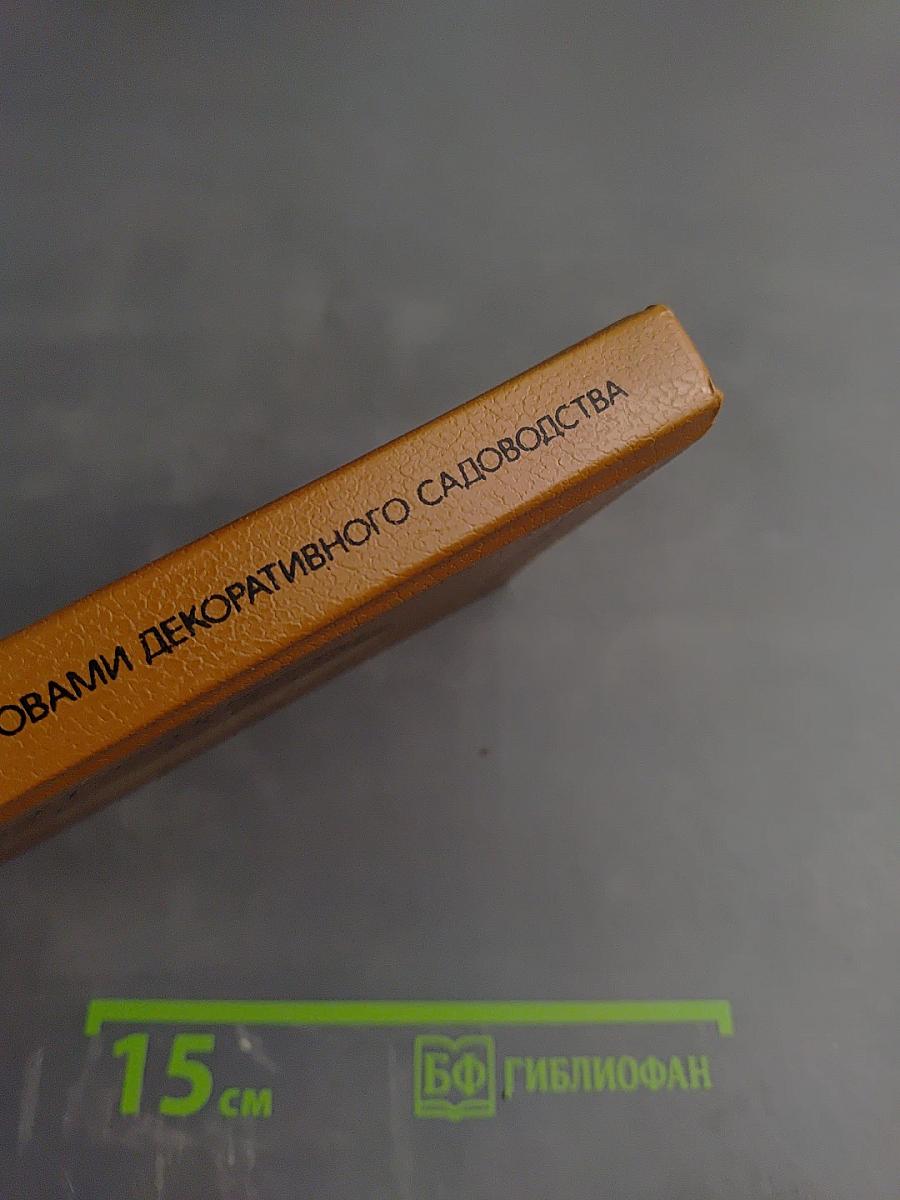 ОВАМИ ДЕКОРАТИВНОГО САДОВОДСТВА
15 см
БФ ГИБЛИОФАН